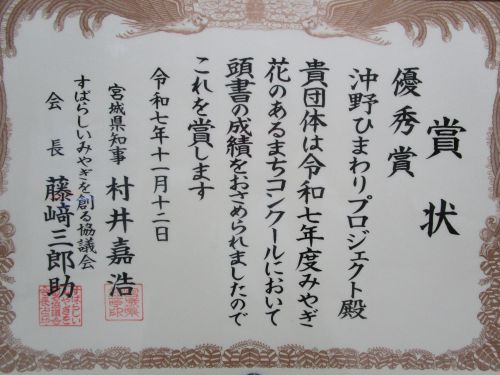 賞状
優秀賞
沖野ひまわりプロジェクト殿
貴団体は令和七年度みやぎ
花のあるまちコンクールにおいて
頭書の成績をおさめられましたので
これを賞します
令和七年十一月十二日
宮城県知事 村井嘉浩
すばらしいみやぎを創る協議会
会長 藤﨑三郎助